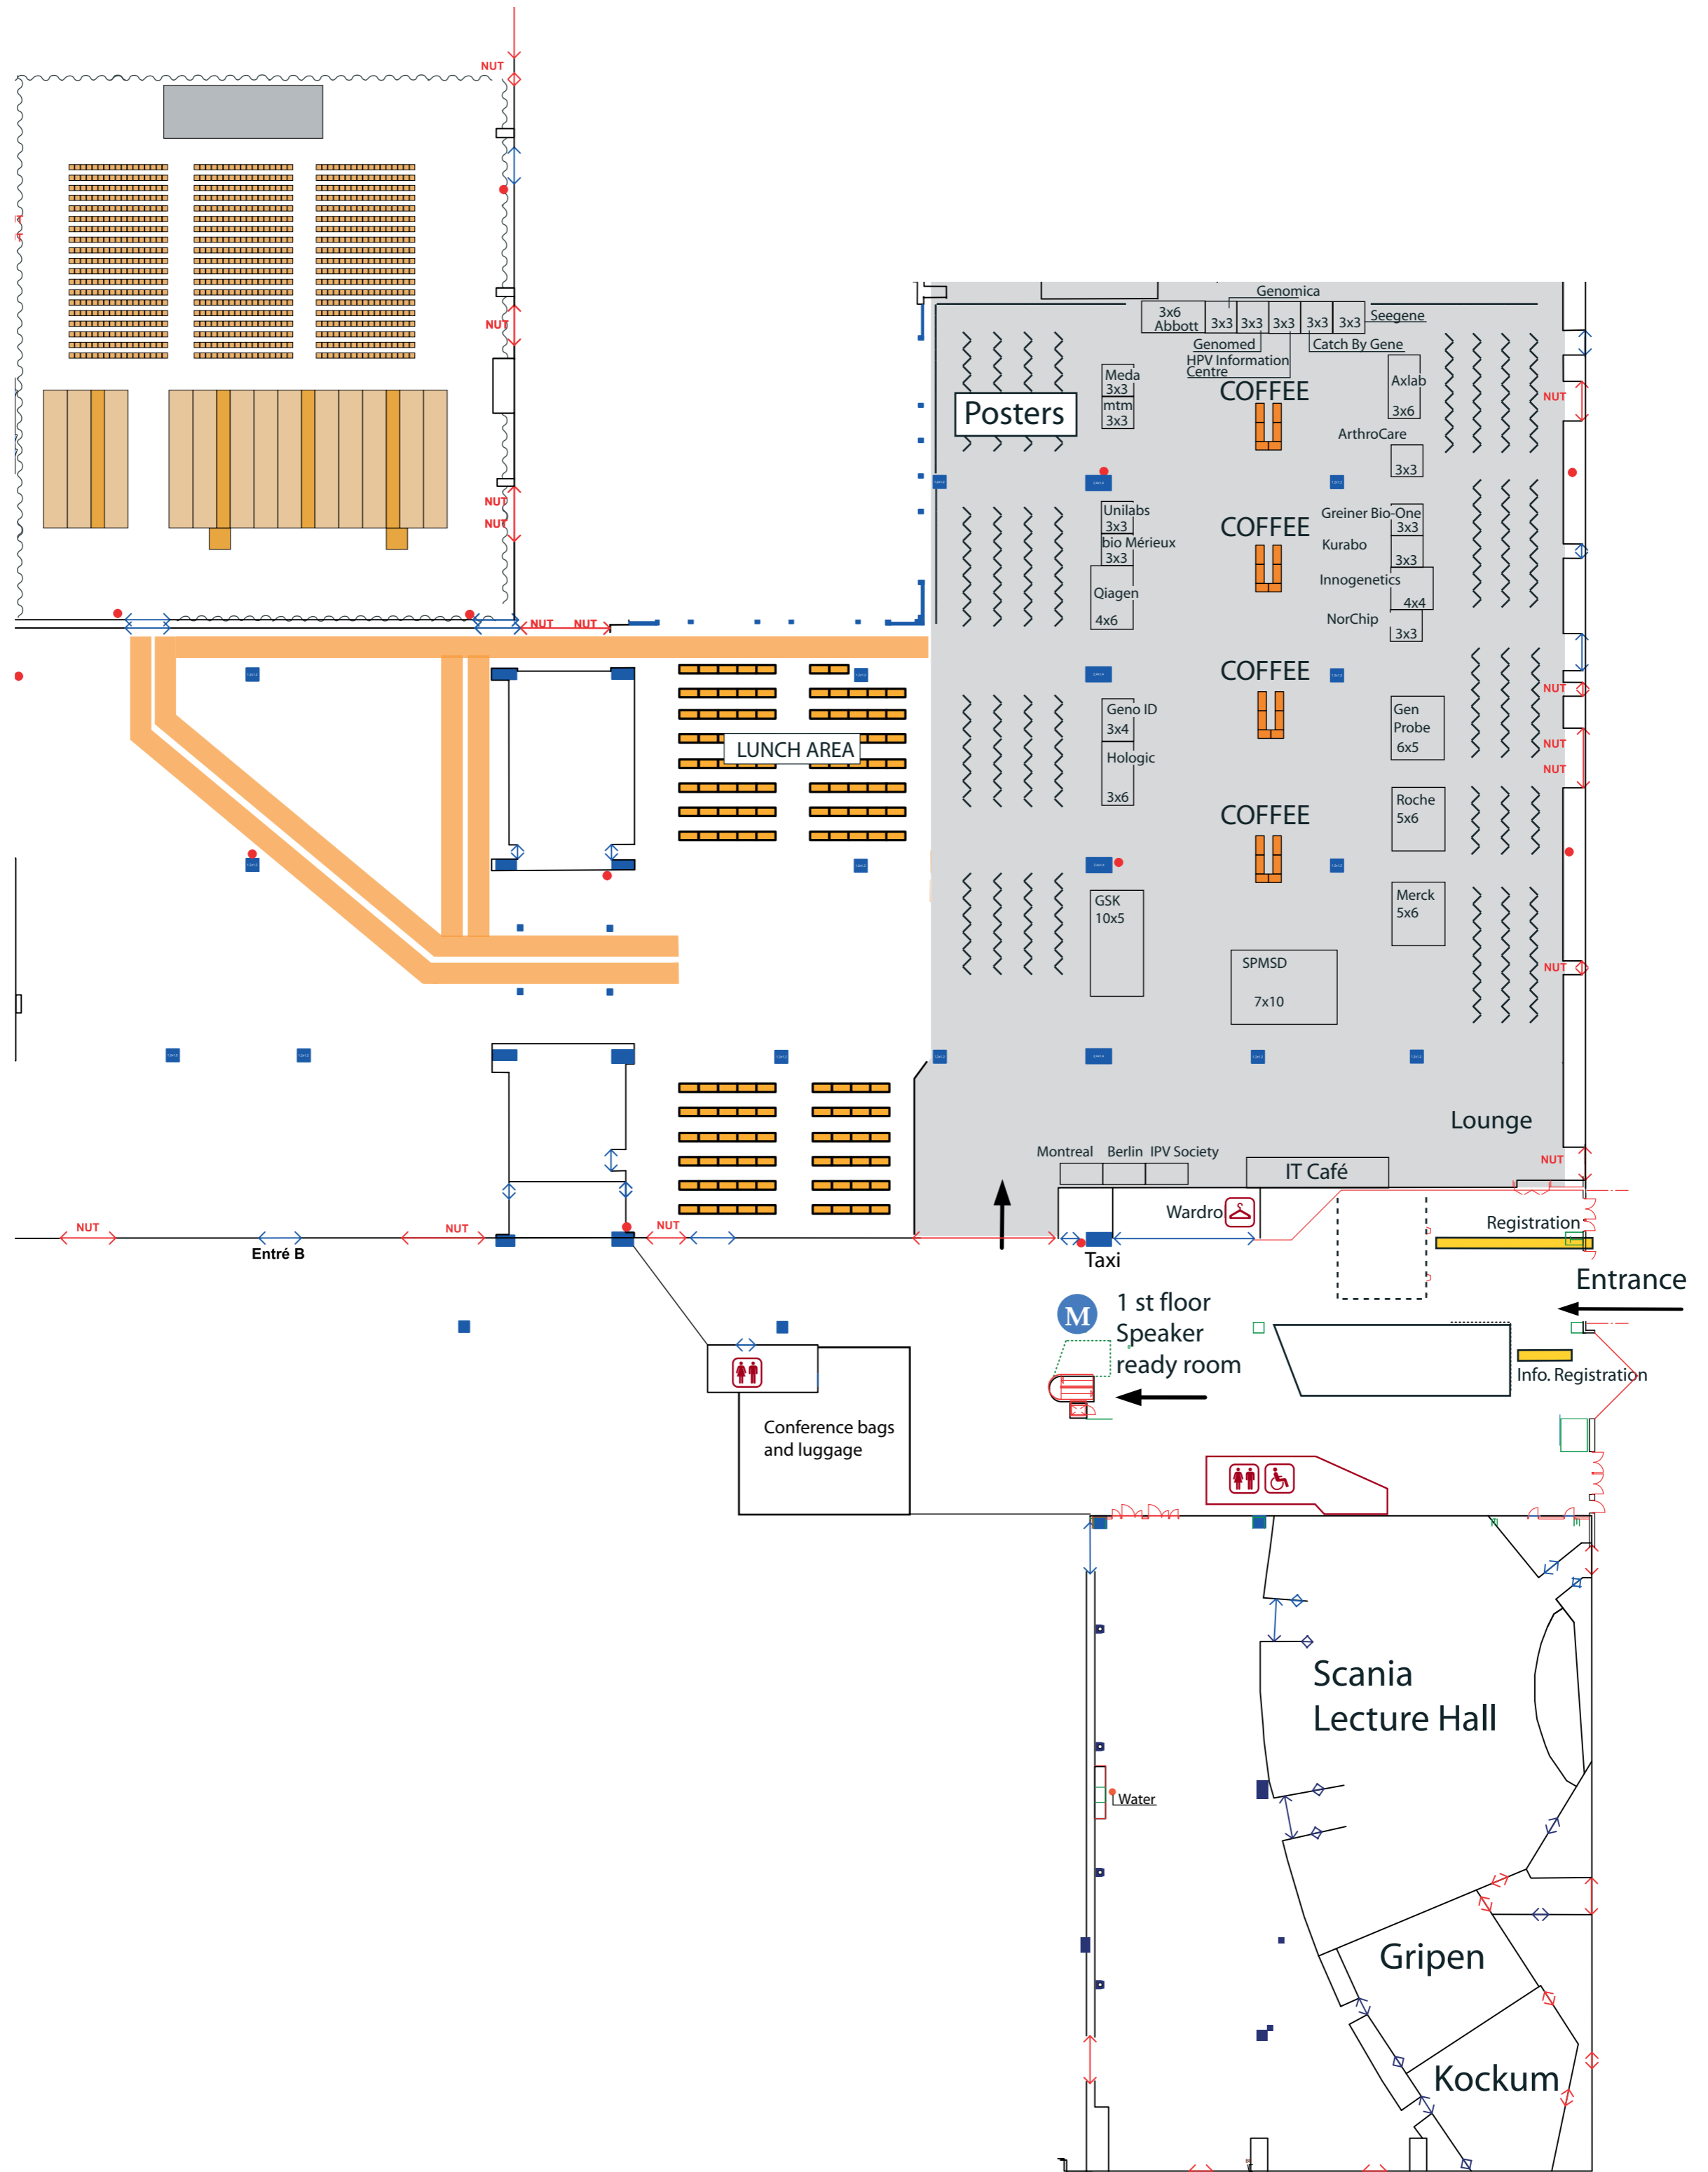 NUT
NUT
NUT
NUT
NUT
NUT
Genomica
3x6
Abbott
3x3
3x3
3x3
3x3
3x3
Seegene
Genomed
Catch By Gene
HPV Information
Centre
Meda
3x3
mtm
3x3
COFFEE
Axlab
3x6
NUT
Posters
ArthroCare
3x3
Unilabs
3x3
bio Mérieux
3x3
Qiagen
4x6
COFFEE
Greiner Bio-One
3x3
Kurabo
3x3
Innogenetics
4x4
NorChip
3x3
COFFEE
Geno ID
3x4
Hologic
3x6
Gen
Probe
6x5
NUT
NUT
NUT
LUNCH AREA
COFFEE
Roche
5x6
GSK
10x5
Merck
5x6
SPMSD
7x10
NUT
Lounge
Montreal
Berlin
IPV Society
IT Café
NUT
Wardro
Registration
NUT
Entré B
NUT
NUT
Taxi
Entrance
M
1 st floor
Speaker
ready room
Info. Registration
Conference bags
and luggage
Scania
Lecture Hall
Water
Gripen
Kockum